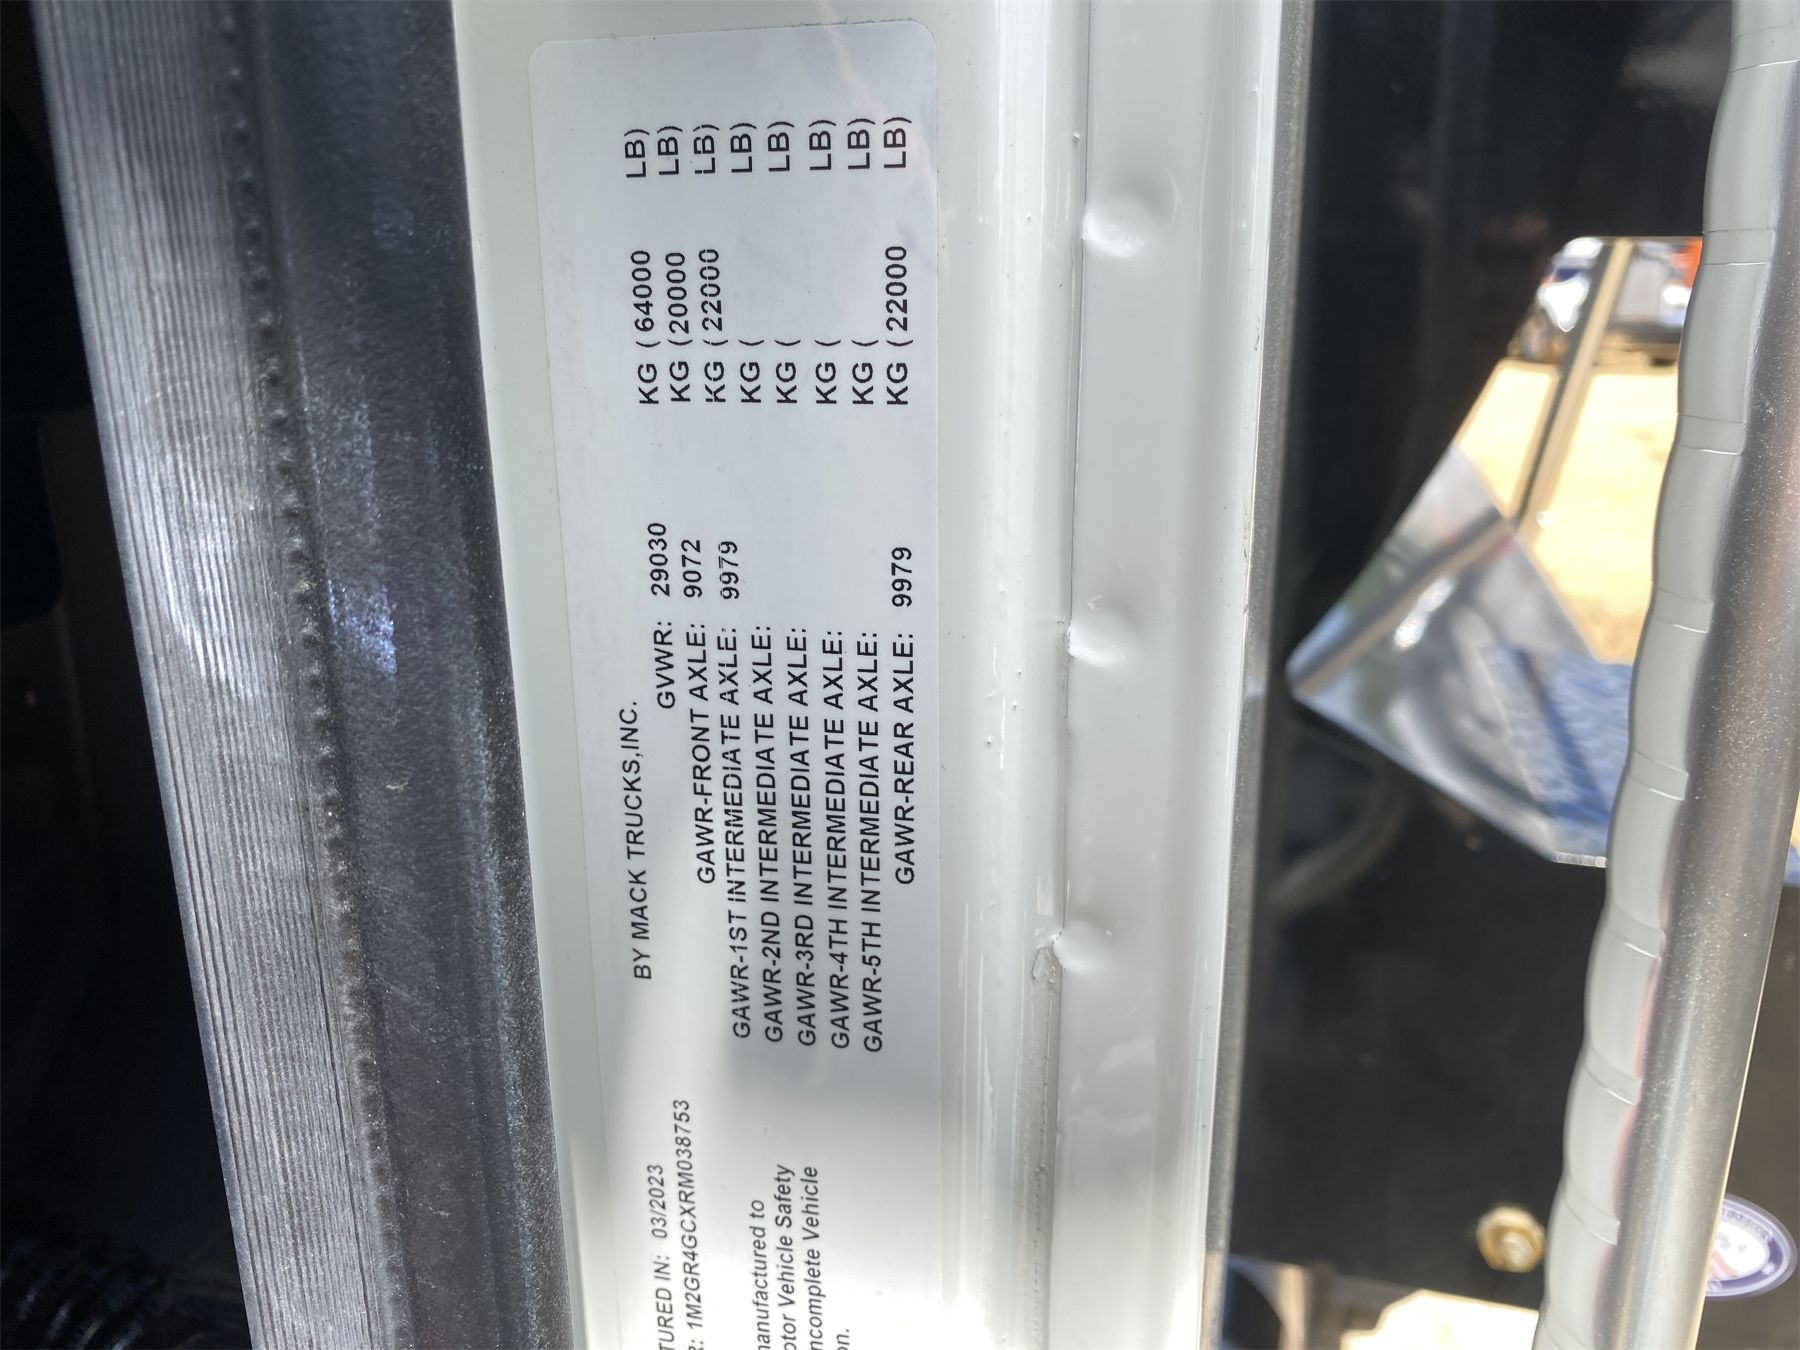 BY MACK TRUCKS,INC.
GVWR: 29030 KG ( 64000 LB)
GAWR-FRONT AXLE: 9072 KG (20000 LB)
GAWR-1ST INTERMEDIATE AXLE: 9979 KG ( 22000 LB)
GAWR-2ND INTERMEDIATE AXLE: KG ( LB)
GAWR-3RD INTERMEDIATE AXLE: KG ( LB)
GAWR-4TH INTERMEDIATE AXLE: KG ( LB)
GAWR-5TH INTERMEDIATE AXLE: KG ( LB)
GAWR-REAR AXLE: 9979 KG ( 22000 LB)
TURED IN: 03/2023
R: 1M2GR4GCXRM038753
anufactured to
otor Vehicle Safety
ncomplete Vehicle
on.